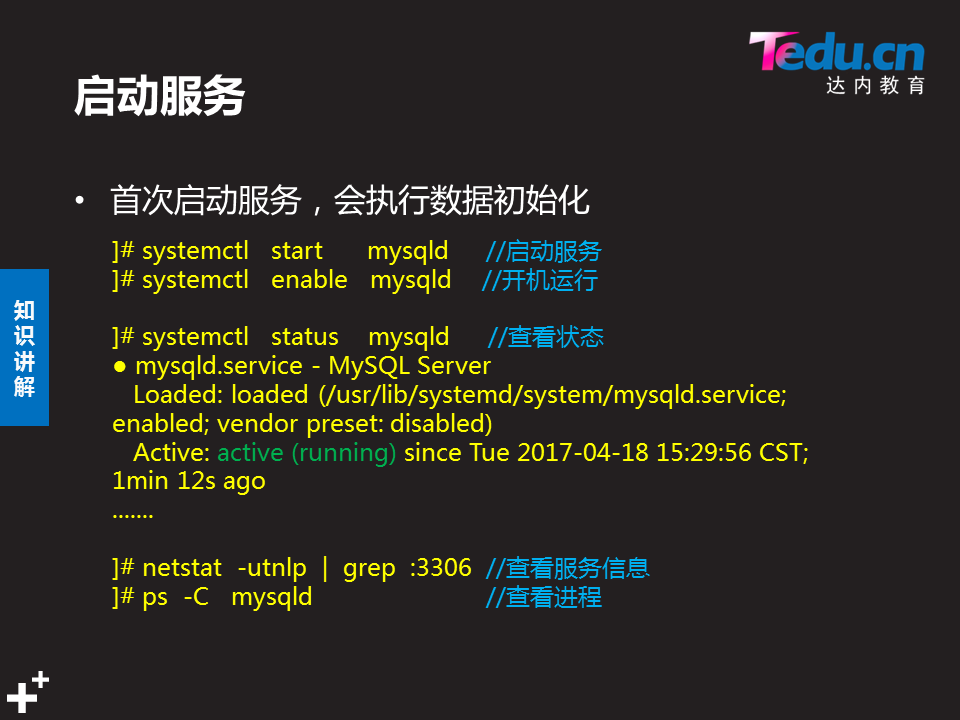 Tedu.cn
达内教育
启动服务
• 首次启动服务，会执行数据初始化
]# systemctl start mysqld //启动服务
]# systemctl enable mysqld //开机运行
]# systemctl status mysqld //查看状态
● mysqld.service - MySQL Server
Loaded: loaded (/usr/lib/systemd/system/mysqld.service;
enabled; vendor preset: disabled)
Active: active (running) since Tue 2017-04-18 15:29:56 CST;
1min 12s ago
.......
]# netstat -utnlp | grep :3306 //查看服务信息
]# ps -C mysqld //查看进程
知识讲解